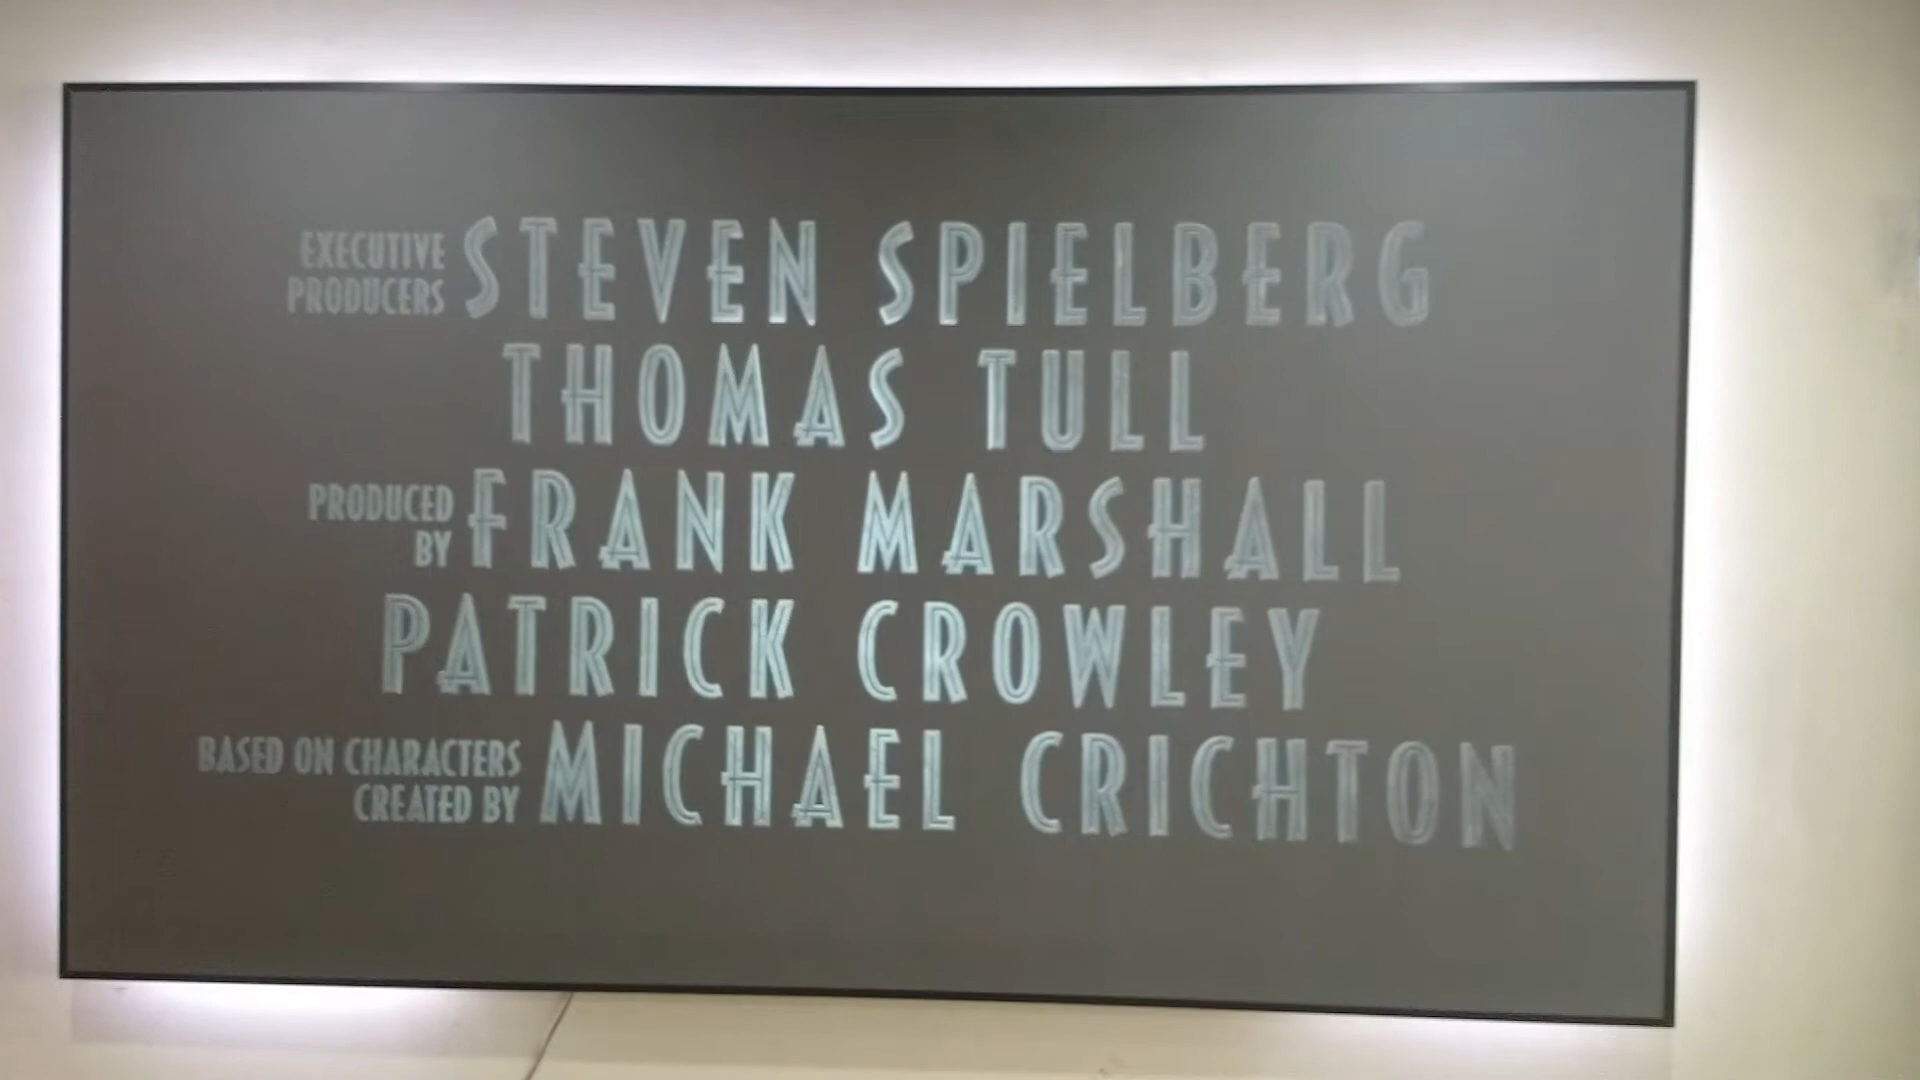 EXECUTIVE PRODUCERS STEVEN SPIELBERG
THOMAS TULL
PRODUCED BY FRANK MARSHALL
PATRICK CROWLEY
BASED ON CHARACTERS CREATED BY MICHAEL CRICHTON